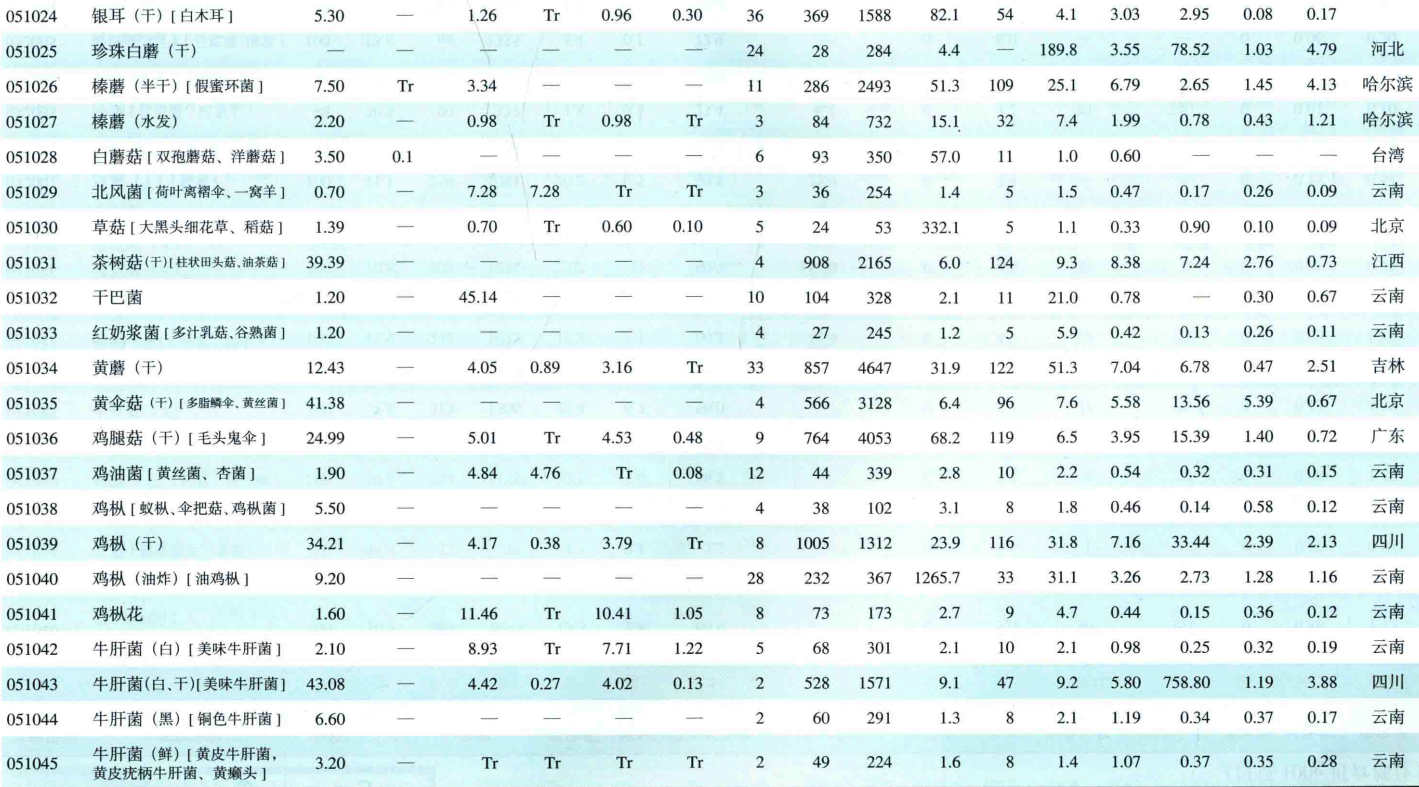 051024 银耳（干）[ 白木耳 ] 5.30 — 1.26 Tr 0.96 0.30 36 369 1588 82.1 54 4.1 3.03 2.95 0.08 0.17
051025 珍珠白蘑（干） — — — — — — 24 28 284 4.4 — 189.8 3.55 78.52 1.03 4.79 河北
051026 榛蘑（半干）[ 假蜜环菌 ] 7.50 Tr 3.34 — — — 11 286 2493 51.3 109 25.1 6.79 2.65 1.45 4.13 哈尔滨
051027 榛蘑（水发） 2.20 — 0.98 Tr 0.98 Tr 3 84 732 15.1 32 7.4 1.99 0.78 0.43 1.21 哈尔滨
051028 白蘑菇 [ 双孢蘑菇、洋蘑菇 ] 3.50 0.1 — — — — 6 93 350 57.0 11 1.0 0.60 — — — 台湾
051029 北风菌 [ 荷叶离褶伞、一窝羊 ] 0.70 — 7.28 7.28 Tr Tr 3 36 254 1.4 5 1.5 0.47 0.17 0.26 0.09 云南
051030 草菇 [ 大黑头细花草、稻菇 ] 1.39 — 0.70 Tr 0.60 0.10 5 24 53 332.1 5 1.1 0.33 0.90 0.10 0.09 北京
051031 茶树菇(干)[ 柱状田头菇、油茶菇 ] 39.39 — — — — — 4 908 2165 6.0 124 9.3 8.38 7.24 2.76 0.73 江西
051032 干巴菌 1.20 — 45.14 — — — 10 104 328 2.1 11 21.0 0.78 — 0.30 0.67 云南
051033 红奶浆菌 [ 多汁乳菇、谷熟菌 ] 1.20 — — — — — 4 27 245 1.2 5 5.9 0.42 0.13 0.26 0.11 云南
051034 黄蘑（干） 12.43 — 4.05 0.89 3.16 Tr 33 857 4647 31.9 122 51.3 7.04 6.78 0.47 2.51 吉林
051035 黄伞菇（干）[ 多脂鳞伞、黄丝菌 ] 41.38 — — — — — 4 566 3128 6.4 96 7.6 5.58 13.56 5.39 0.67 北京
051036 鸡腿菇（干）[ 毛头鬼伞 ] 24.99 — 5.01 Tr 4.53 0.48 9 764 4053 68.2 119 6.5 3.95 15.39 1.40 0.72 广东
051037 鸡油菌 [ 黄丝菌、杏菌 ] 1.90 — 4.84 4.76 Tr 0.08 12 44 339 2.8 10 2.2 0.54 0.32 0.31 0.15 云南
051038 鸡枞 [ 蚁枞、伞把菇、鸡枞菌 ] 5.50 — — — — — 4 38 102 3.1 8 1.8 0.46 0.14 0.58 0.12 云南
051039 鸡枞（干） 34.21 — 4.17 0.38 3.79 Tr 8 1005 1312 23.9 116 31.8 7.16 33.44 2.39 2.13 四川
051040 鸡枞（油炸）[ 油鸡枞 ] 9.20 — — — — — 28 232 367 1265.7 33 31.1 3.26 2.73 1.28 1.16 云南
051041 鸡枞花 1.60 — 11.46 Tr 10.41 1.05 8 73 173 2.7 9 4.7 0.44 0.15 0.36 0.12 云南
051042 牛肝菌（白）[ 美味牛肝菌 ] 2.10 — 8.93 Tr 7.71 1.22 5 68 301 2.1 10 2.1 0.98 0.25 0.32 0.19 云南
051043 牛肝菌(白、干)[美味牛肝菌] 43.08 — 4.42 0.27 4.02 0.13 2 528 1571 9.1 47 9.2 5.80 758.80 1.19 3.88 四川
051044 牛肝菌（黑）[ 铜色牛肝菌 ] 6.60 — — — — — 2 60 291 1.3 8 2.1 1.19 0.34 0.37 0.17 云南
051045 牛肝菌（鲜）[ 黄皮牛肝菌， 3.20 — Tr Tr Tr Tr 2 49 224 1.6 8 1.4 1.07 0.37 0.35 0.28 云南
黄皮疣柄牛肝菌、黄癞头 ]